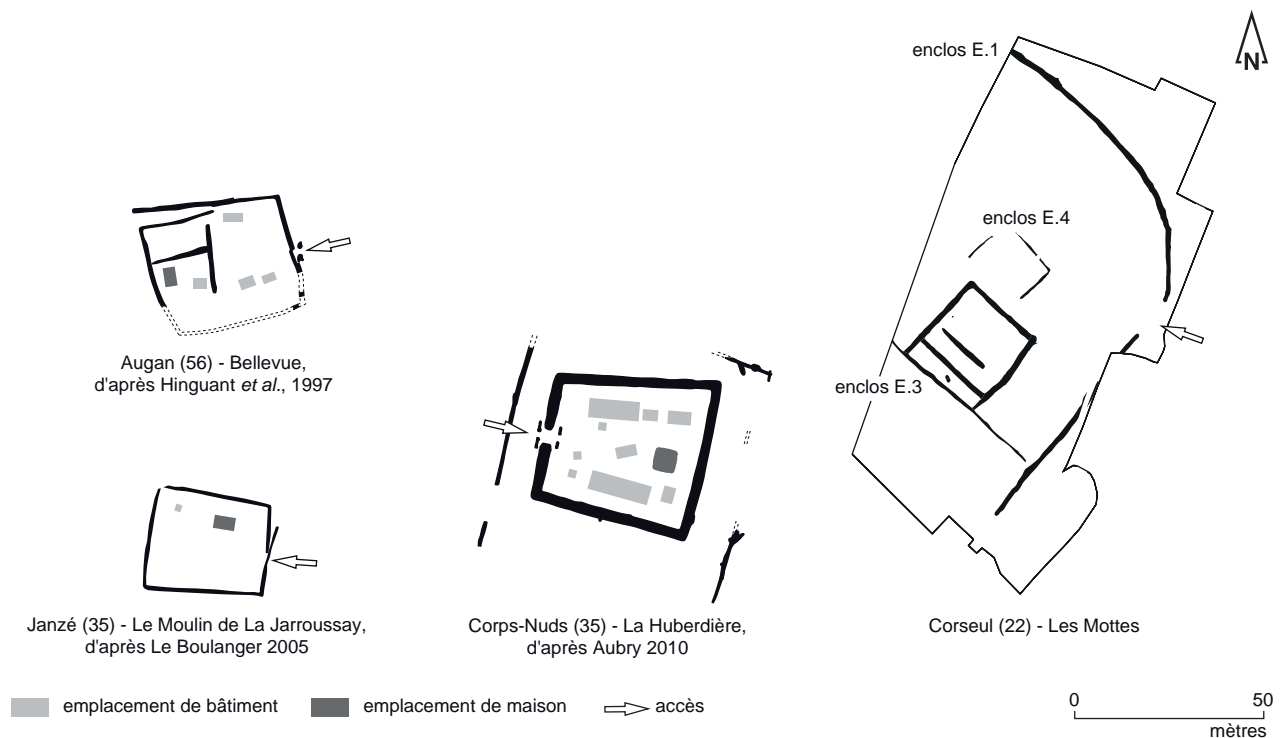 enclos E.1
N
enclos E.4
enclos E.3
Augan (56) - Bellevue,
d'après Hinguant et al., 1997
Janzé (35) - Le Moulin de La Jarroussay,
d'après Le Boulanger 2005
Corps-Nuds (35) - La Huberdière,
d'après Aubry 2010
Corseul (22) - Les Mottes
emplacement de bâtiment
emplacement de maison
accès
0 50
mètres